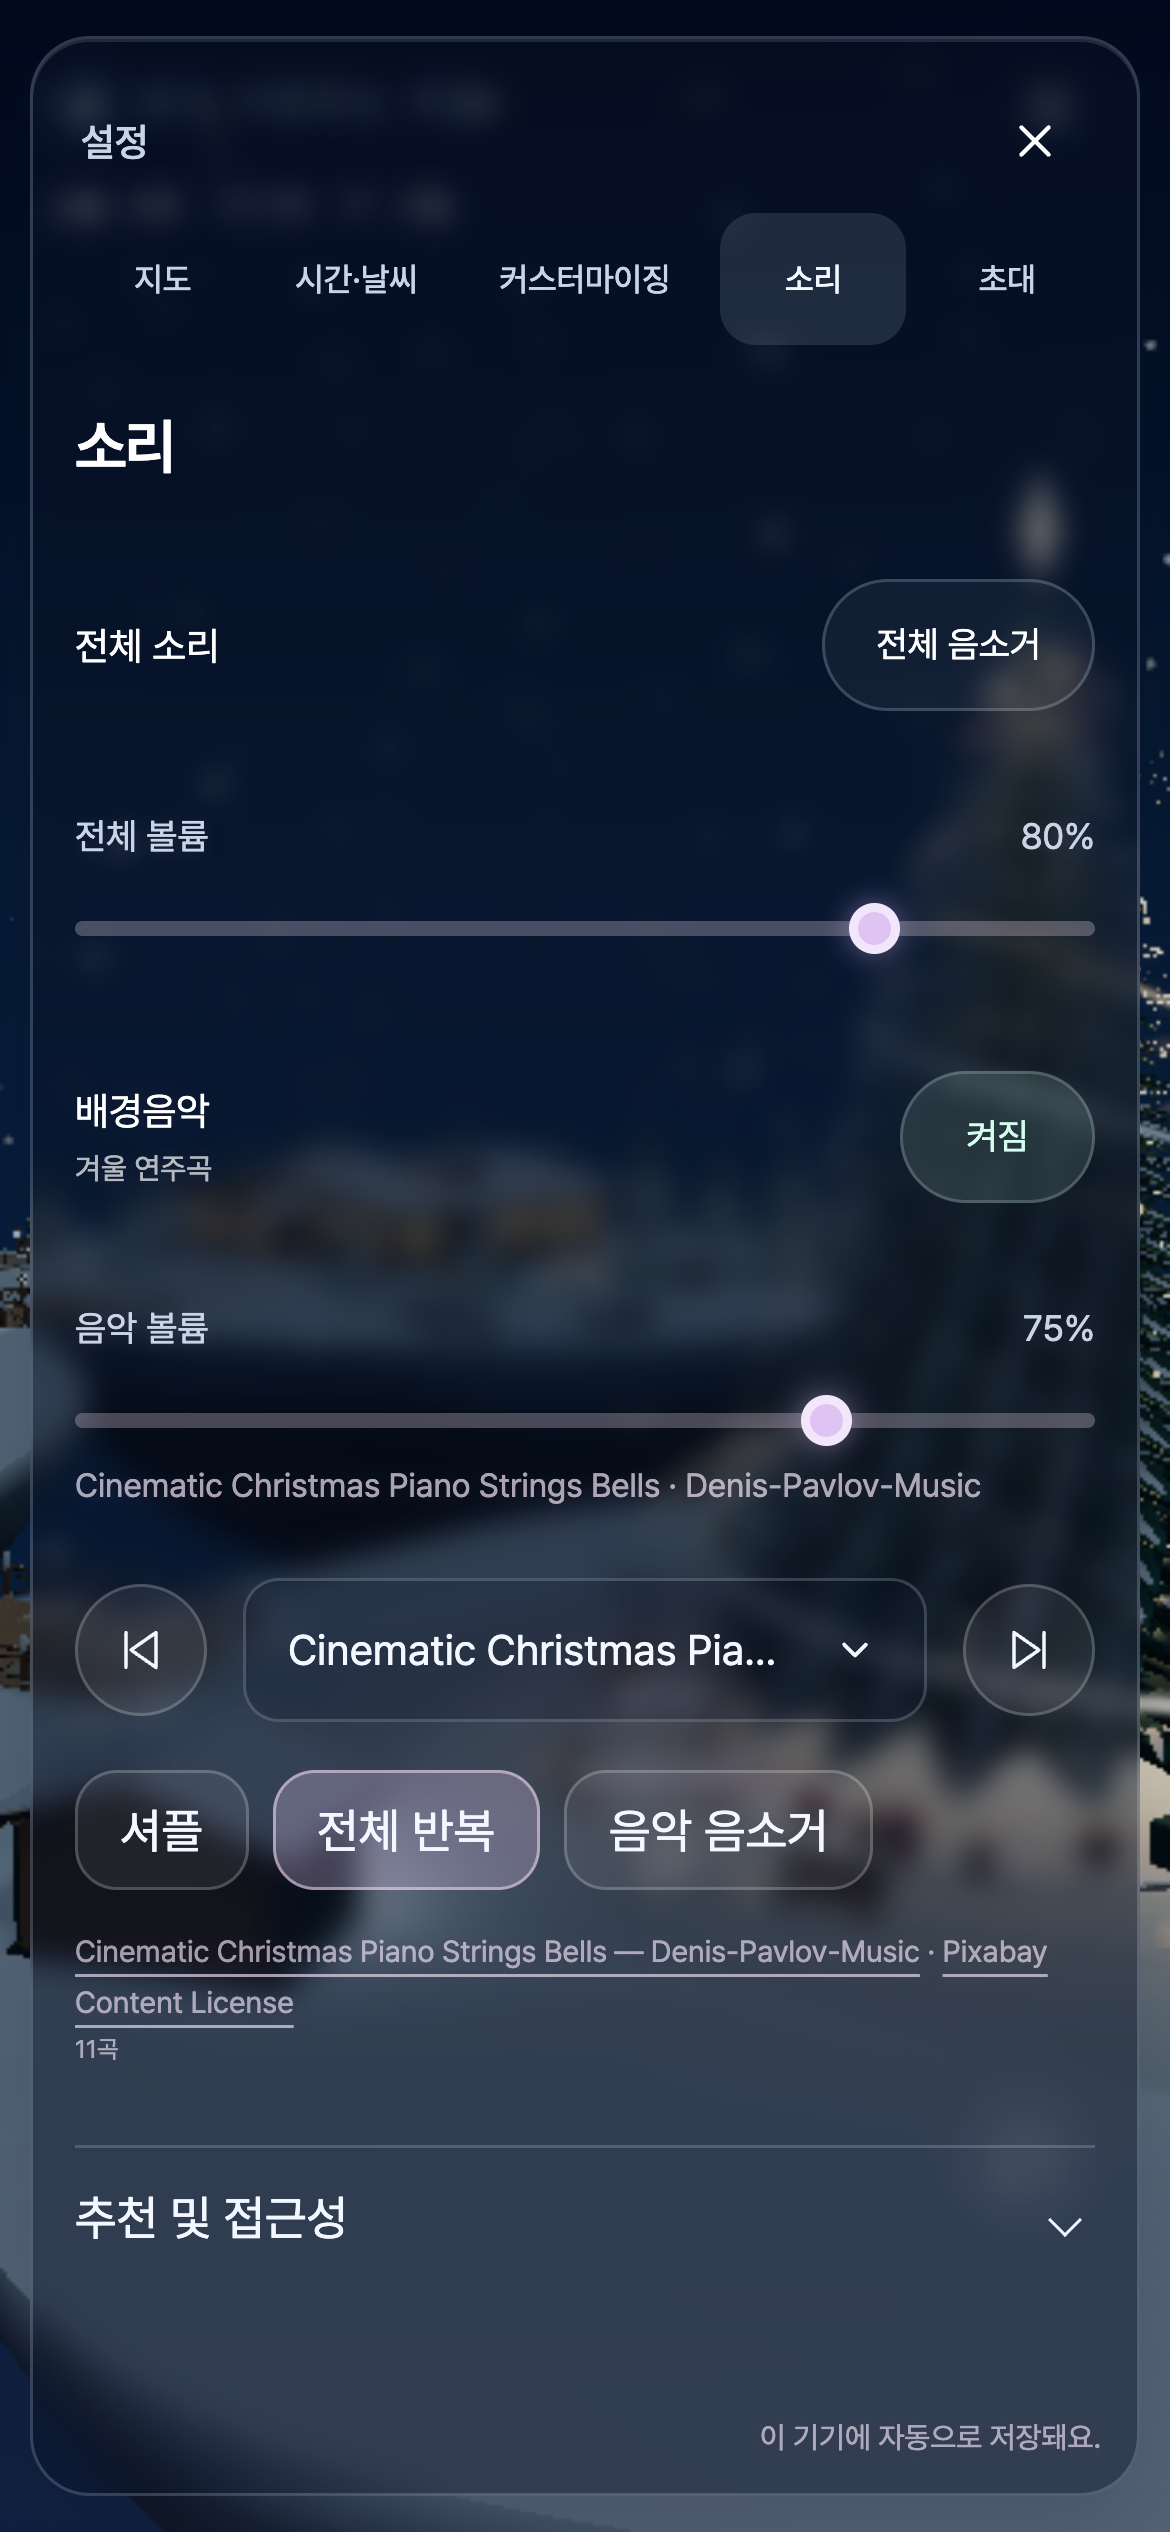 설정
지도 시간·날씨 커스터마이징 소리 초대
소리
전체 소리 전체 음소거
전체 볼륨 80%
배경음악 켜짐
겨울 연주곡
음악 볼륨 75%
Cinematic Christmas Piano Strings Bells · Denis-Pavlov-Music
Cinematic Christmas Pia...
셔플 전체 반복 음악 음소거
Cinematic Christmas Piano Strings Bells — Denis-Pavlov-Music · Pixabay
Content License
11곡
추천 및 접근성
이 기기에 자동으로 저장돼요.